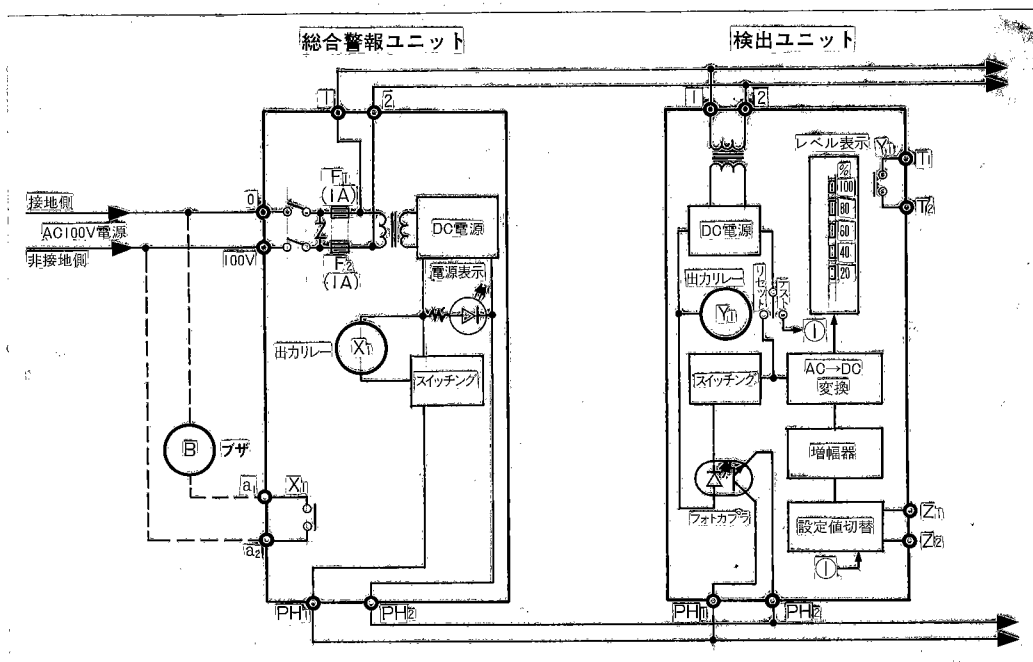 総合警報ユニット
検出ユニット
1
2
1
2
レベル表示
Y1
T1
T2
%
100
80
60
40
20
F1
(1A)
0
接地側
AC100V電源
非接地側
100V
F2
(1A)
DC電源
電源表示
DC電源
出力リレー
Y1
リセット
テスト
①
出力リレー
X1
スイッチング
スイッチング
AC→DC
変換
B
ブザ
増幅器
a1
X1
a2
フォトカプラ
設定値切替
Z1
Z2
①
PH1
PH2
PH1
PH2